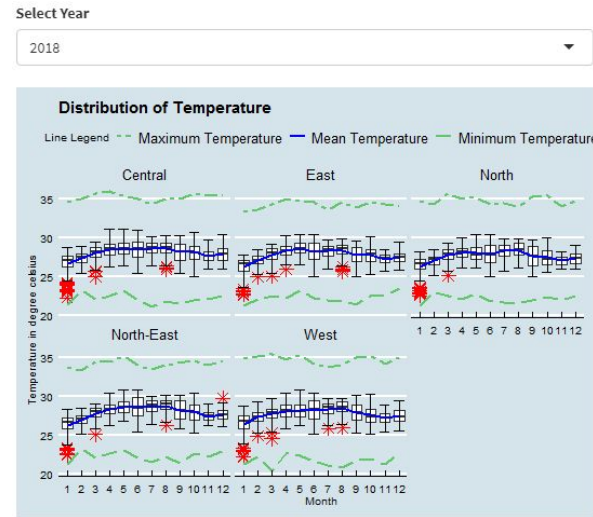 Select Year
2018
Distribution of Temperature
Line Legend Maximum Temperature Mean Temperature Minimum Temperature
Central East North
35
30
25
20
1 2 3 4 5 6 7 8 9 10 11 12
North-East West
35
30
25
20
1 2 3 4 5 6 7 8 9 10 11 12 1 2 3 4 5 6 7 8 9 10 11 12
Month
Temperature in degree celsius